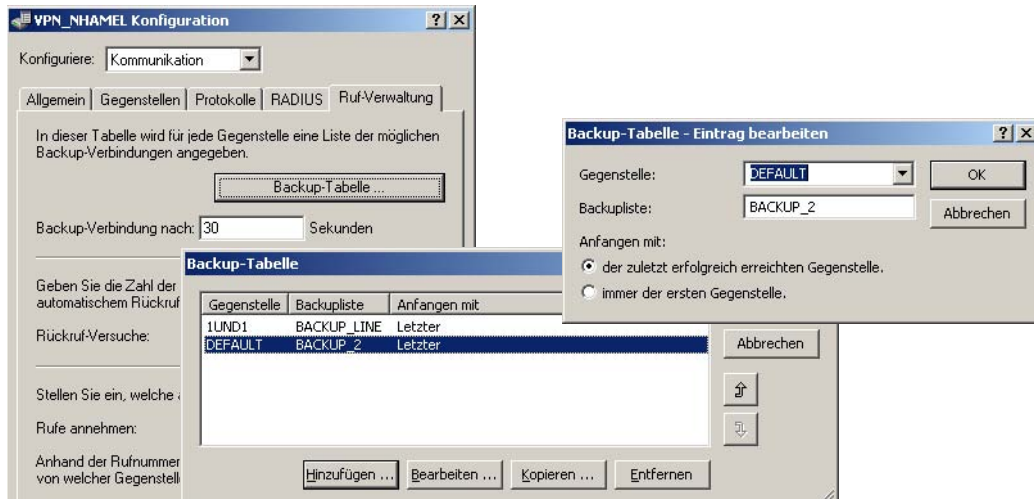 VPN_NHAMEL Konfiguration
Konfiguriere: Kommunikation
Allgemein Gegenstellen Protokolle RADIUS Ruf-Verwaltung
In dieser Tabelle wird für jede Gegenstelle eine Liste der möglichen
Backup-Verbindungen angegeben.
Backup-Tabelle ...
Backup-Verbindung nach: 30 Sekunden
Geben Sie die Zahl der
automatischem Rückruf
Rückruf-Versuche:
Stellen Sie ein, welche
Rufe annehmen:
Anhand der Rufnummer
von welcher
Backup-Tabelle
Gegenstelle Backupliste Anfangen mit
1UND1 BACKUP_LINE Letzter
DEFAULT BACKUP_2 Letzter
Abbrechen
Hinzufügen ... Bearbeiten ... Kopieren ... Entfernen
Backup-Tabelle - Eintrag bearbeiten
Gegenstelle: DEFAULT
OK
Backupliste: BACKUP_2
Abbrechen
Anfangen mit:
der zuletzt erfolgreich erreichten Gegenstelle.
immer der ersten Gegenstelle.